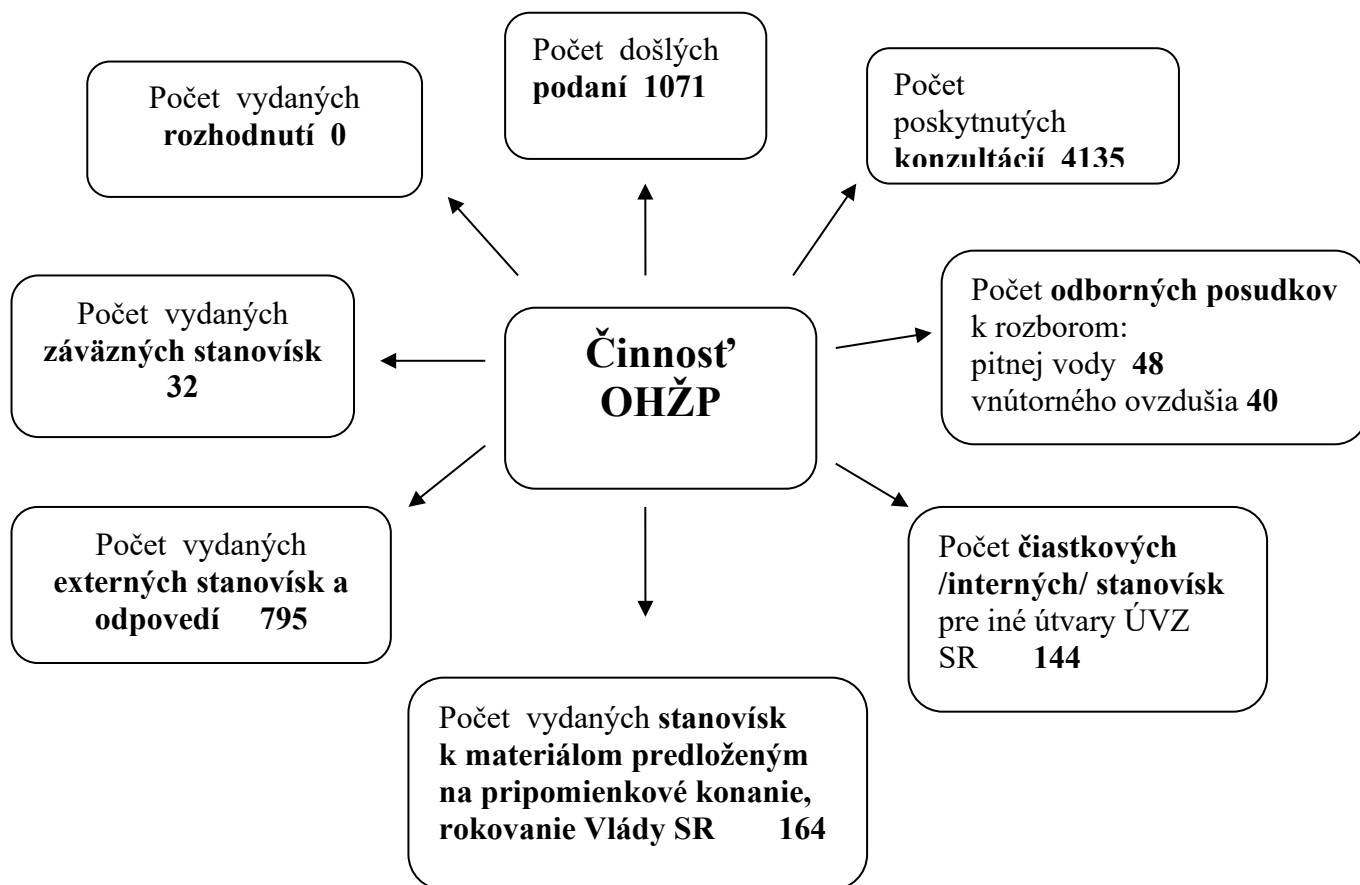 Počet došlých
podaní 1071
Počet vydaných
rozhodnutí 0
Počet
poskytnutých
konzultácií 4135
Počet vydaných
záväzných stanovísk
32
Činnosť
OHŽP
Počet odborných posudkov
k rozborom:
pitnej vody 48
vnútorného ovzdušia 40
Počet vydaných
externých stanovísk a
odpovedí 795
Počet čiastkových
/interných/ stanovísk
pre iné útvary ÚVZ
SR 144
Počet vydaných stanovísk
k materiálom predloženým
na pripomienkové konanie,
rokovanie Vlády SR 164